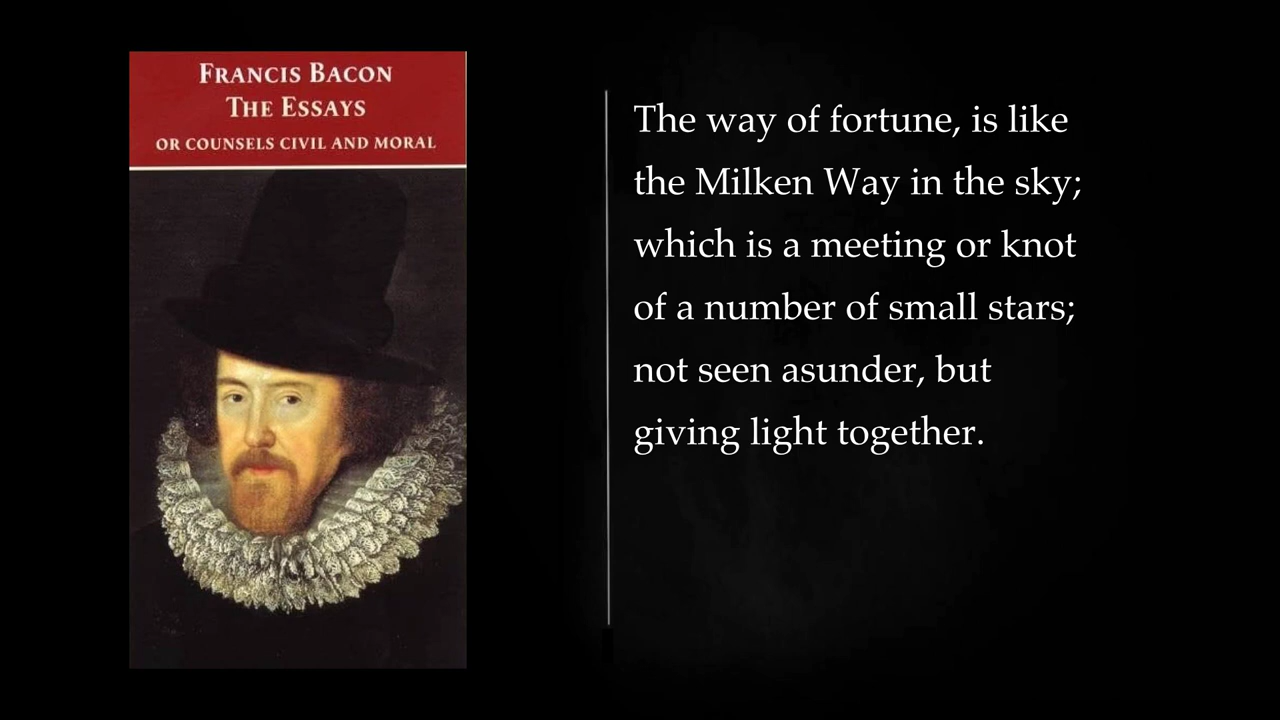 FRANCIS BACON
THE ESSAYS
OR COUNSELS CIVIL AND MORAL
The way of fortune, is like
the Milken Way in the sky;
which is a meeting or knot
of a number of small stars;
not seen asunder, but
giving light together.